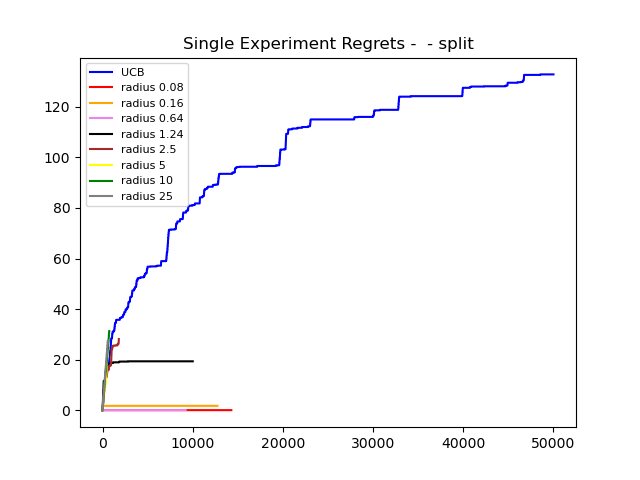 Single Experiment Regrets -  - split
UCB
radius 0.08
radius 0.16
radius 0.64
radius 1.24
radius 2.5
radius 5
radius 10
radius 25
120
100
80
60
40
20
0
0 10000 20000 30000 40000 50000